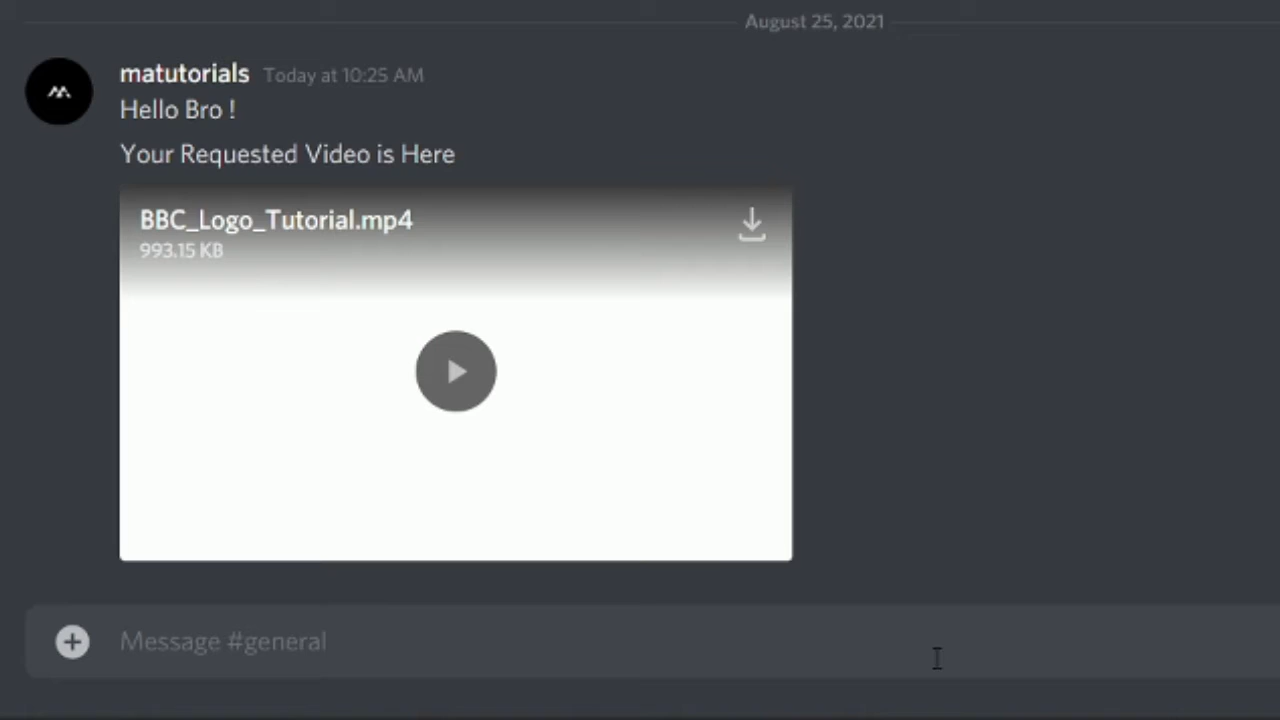 August 25, 2021
matutorials Today at 10:25 AM
Hello Bro !
Your Requested Video is Here
BBC_Logo_Tutorial.mp4
993.15 KB
Message #general